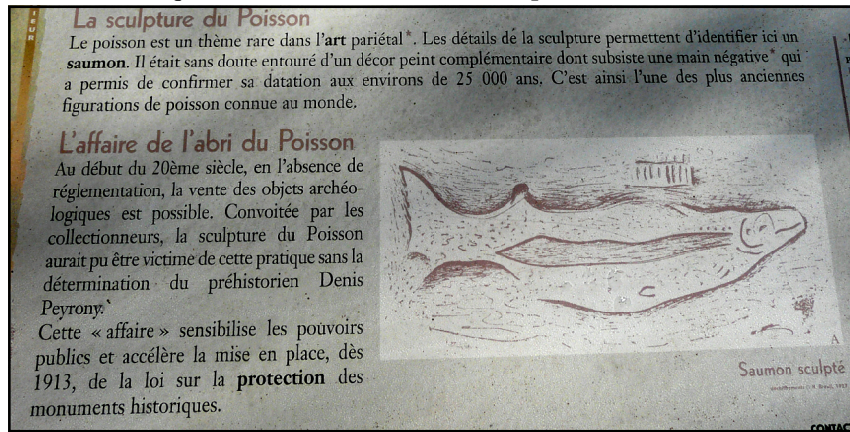 IEUR
La sculpture du Poisson
Le poisson est un thème rare dans l'art pariétal*. Les détails de la sculpture permettent d'identifier ici un
saumon. Il était sans doute entouré d'un décor peint complémentaire dont subsiste une main négative* qui
a permis de confirmer sa datation aux environs de 25 000 ans. C'est ainsi l'une des plus anciennes
figurations de poisson connue au monde.
L'affaire de l'abri du Poisson
Au début du 20ème siècle, en l'absence de
réglementation, la vente des objets archéo-
logiques est possible. Convoitée par les
collectionneurs, la sculpture du Poisson
aurait pu être victime de cette pratique sans la
détermination du préhistorien Denis
Peyrony.
Cette « affaire » sensibilise les pouvoirs
publics et accélère la mise en place, dès
1913, de la loi sur la protection des
monuments historiques.
A
Saumon sculpté
CONTAC